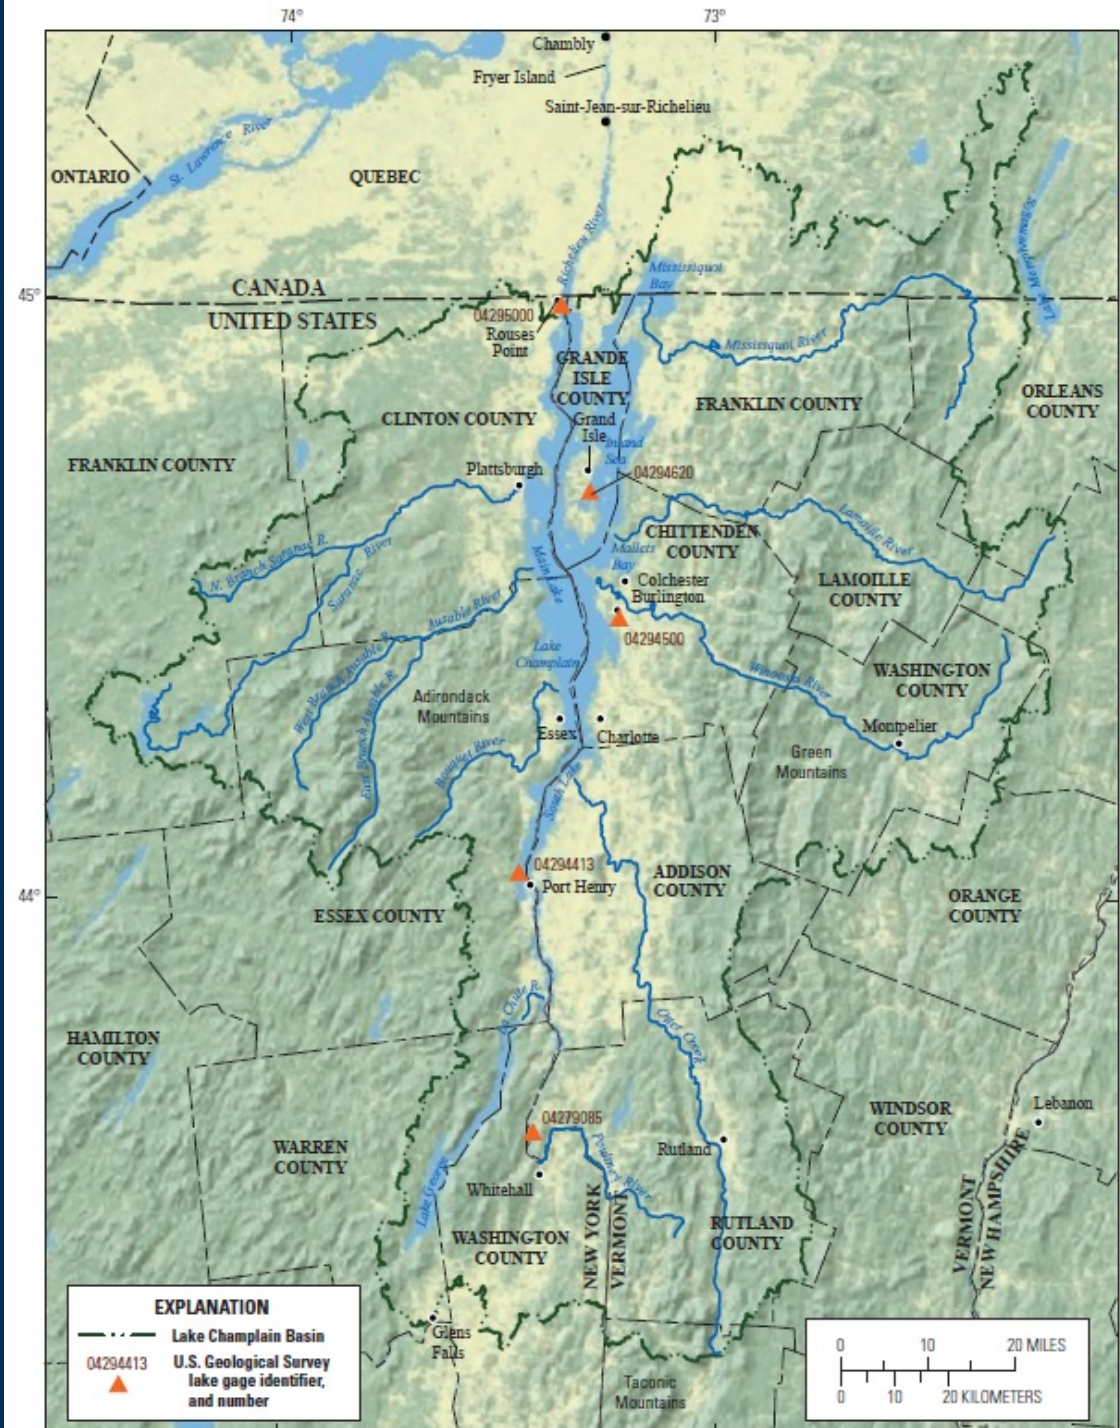 74°
73°
Chambly
Fryer Island
Saint-Jean-sur-Richelieu
St. Lawrence River
ONTARIO
QUEBEC
Richelieu River
Lake Memphremagog
Mississquoi
Bay
45°
CANADA
UNITED STATES
04295000
Rouses
Point
GRANDE
ISLE
COUNTY
Mississquoi River
CLINTON COUNTY
FRANKLIN COUNTY
ORLEANS
COUNTY
Grand
Isle
Inland
Sea
FRANKLIN COUNTY
Plattsburgh
04294620
CHITTENDEN
COUNTY
Lamoille River
N. Branch Saranac R.
Saranac River
Main Lake
Mallets
Bay
Colchester
Burlington
LAMOILLE
COUNTY
Ausable River
04294500
West Branch Ausable R.
East Branch Ausable R.
Lake
Champlain
Winooski River
WASHINGTON
COUNTY
Adirondack
Mountains
Essex
Charlotte
Montpelier
Green
Mountains
Bouquet River
South Lake
04294413
Port Henry
ADDISON
COUNTY
44°
ESSEX COUNTY
ORANGE
COUNTY
La Chute R.
Otter Creek
HAMILTON
COUNTY
04279085
WINDSOR
COUNTY
Lebanon
WARREN
COUNTY
Rutland
Poultney River
Whitehall
Lake George
NEW YORK
VERMONT
VERMONT
NEW HAMPSHIRE
WASHINGTON
COUNTY
RUTLAND
COUNTY
Glens
Falls
Taconic
Mountains
EXPLANATION
Lake Champlain Basin
04294413 U.S. Geological Survey
lake gage identifier,
and number
0 10 20 MILES
0 10 20 KILOMETERS